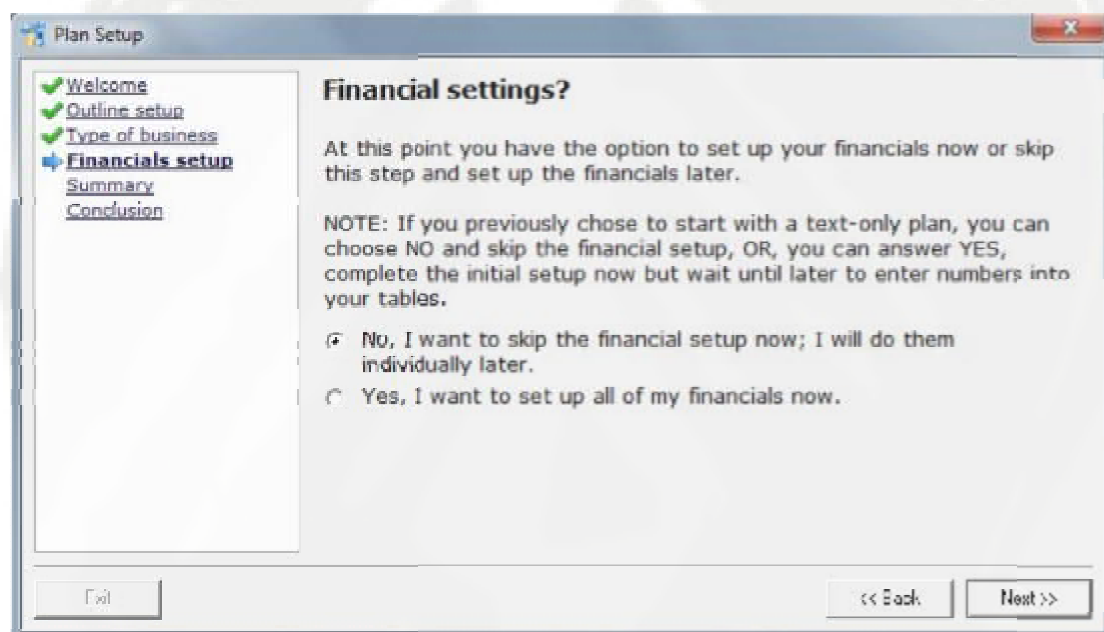 Plan Setup
Welcome
Outline setup
Type of business
Financials setup
Summary
Conclusion
Financial settings?
At this point you have the option to set up your financials now or skip
this step and set up the financials later.
NOTE: If you previously chose to start with a text-only plan, you can
choose NO and skip the financial setup, OR, you can answer YES,
complete the initial setup now but wait until later to enter numbers into
your tables.
No, I want to skip the financial setup now; I will do them
individually later.
Yes, I want to set up all of my financials now.
Exit
<< Back
Next >>